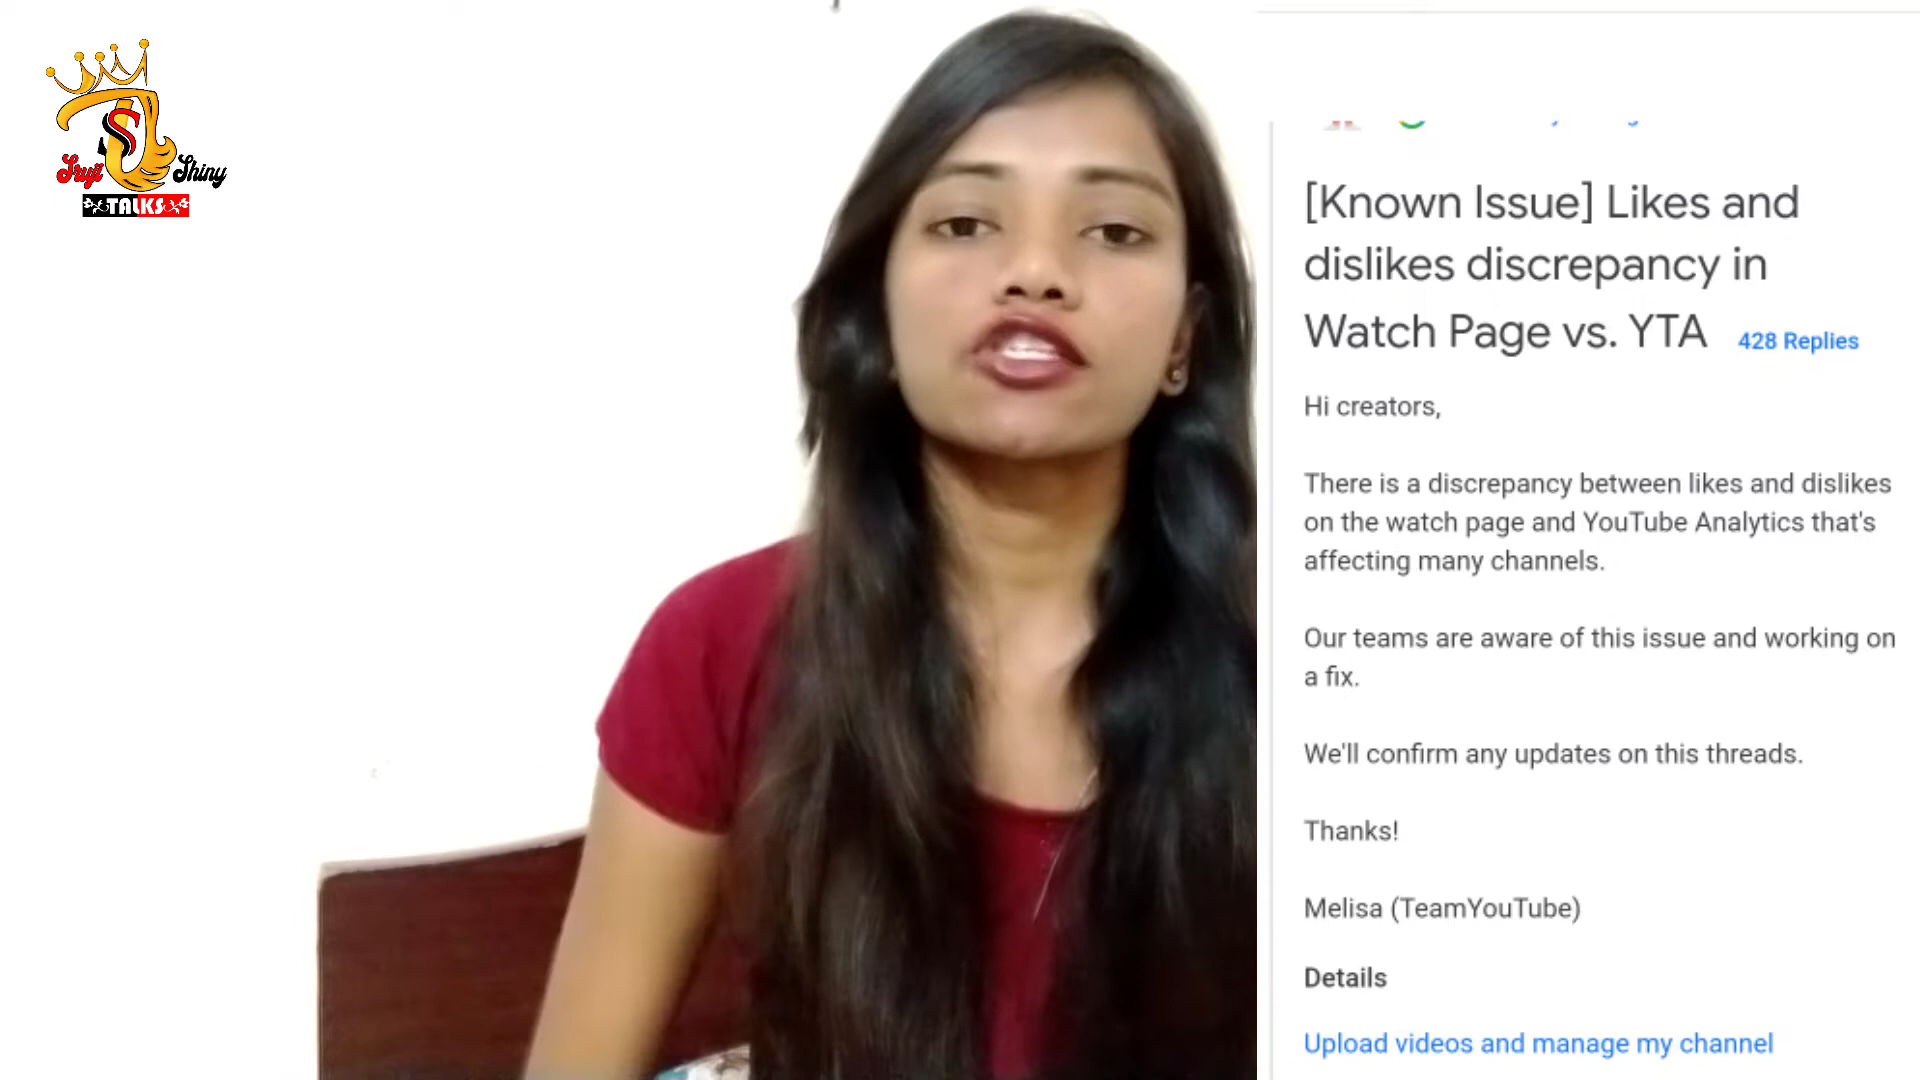 Sruji Shiny
TALKS
[Known Issue] Likes and
dislikes discrepancy in
Watch Page vs. YTA 428 Replies
Hi creators,
There is a discrepancy between likes and dislikes
on the watch page and YouTube Analytics that's
affecting many channels.
Our teams are aware of this issue and working on
a fix.
We'll confirm any updates on this threads.
Thanks!
Melisa (TeamYouTube)
Details
Upload videos and manage my channel